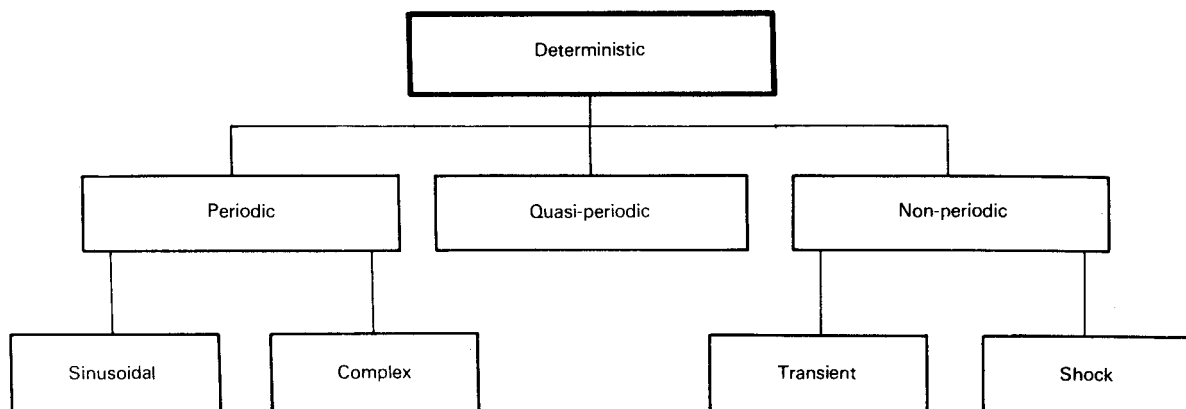 Deterministic
Periodic
Quasi-periodic
Non-periodic
Sinusoidal
Complex
Transient
Shock